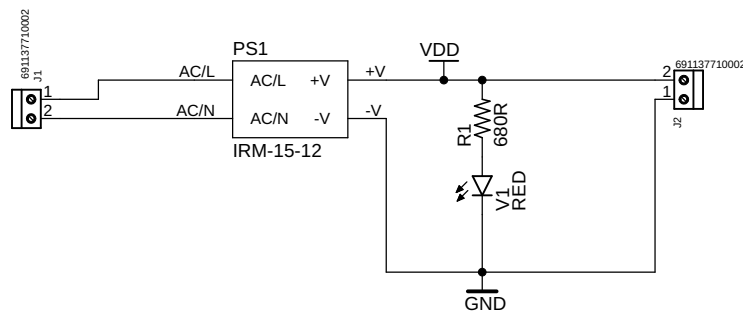 691137710002
J1
1
2
AC/L
AC/N
PS1
AC/L
+V
AC/N
-V
IRM-15-12
+V
-V
VDD
R1
680R
V1
RED
GND
691137710002
2
1
J2